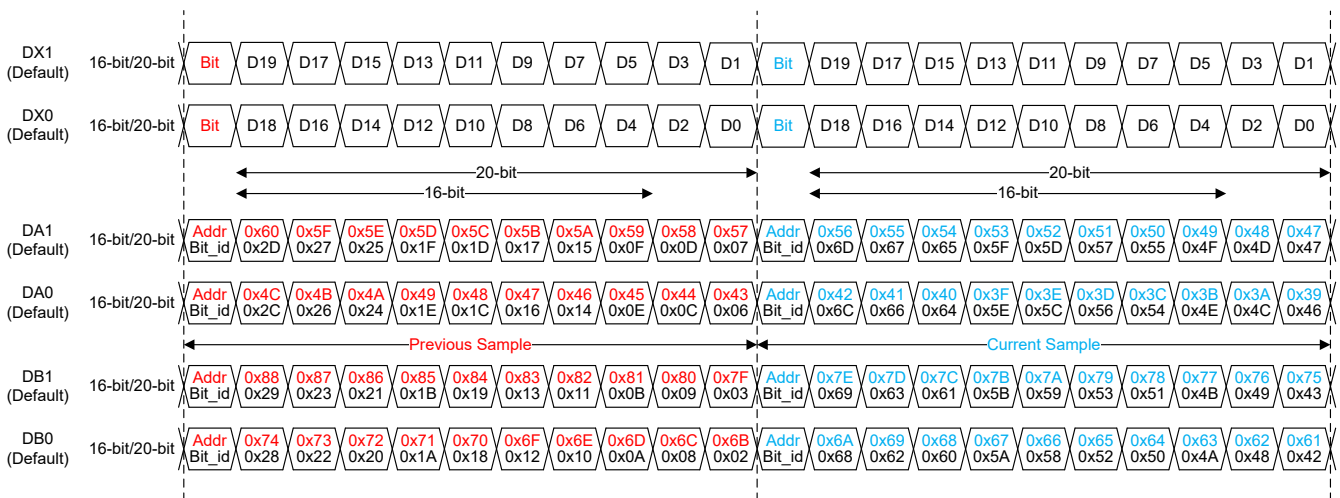 DX1
(Default)
16-bit/20-bit Bit D19 D17 D15 D13 D11 D9 D7 D5 D3 D1 Bit D19 D17 D15 D13 D11 D9 D7 D5 D3 D1
DX0
(Default)
16-bit/20-bit Bit D18 D16 D14 D12 D10 D8 D6 D4 D2 D0 Bit D18 D16 D14 D12 D10 D8 D6 D4 D2 D0
20-bit 20-bit
16-bit 16-bit
DA1
(Default)
16-bit/20-bit
Addr 0x60 0x5F 0x5E 0x5D 0x5C 0x5B 0x5A 0x59 0x58 0x57 Addr 0x56 0x55 0x54 0x53 0x52 0x51 0x50 0x49 0x48 0x47
Bit_id 0x2D 0x27 0x25 0x1F 0x1D 0x17 0x15 0x0F 0x0D 0x07 Bit_id 0x6D 0x67 0x65 0x5F 0x5D 0x57 0x55 0x4F 0x4D 0x47
DA0
(Default)
16-bit/20-bit
Addr 0x4C 0x4B 0x4A 0x49 0x48 0x47 0x46 0x45 0x44 0x43 Addr 0x42 0x41 0x40 0x3F 0x3E 0x3D 0x3C 0x3B 0x3A 0x39
Bit_id 0x2C 0x26 0x24 0x1E 0x1C 0x16 0x14 0x0E 0x0C 0x06 Bit_id 0x6C 0x66 0x64 0x5E 0x5C 0x56 0x54 0x4E 0x4C 0x46
Previous Sample Current Sample
DB1
(Default)
16-bit/20-bit
Addr 0x88 0x87 0x86 0x85 0x84 0x83 0x82 0x81 0x80 0x7F Addr 0x7E 0x7D 0x7C 0x7B 0x7A 0x79 0x78 0x77 0x76 0x75
Bit_id 0x29 0x23 0x21 0x1B 0x19 0x13 0x11 0x0B 0x09 0x03 Bit_id 0x69 0x63 0x61 0x5B 0x59 0x53 0x51 0x4B 0x49 0x43
DB0
(Default)
16-bit/20-bit
Addr 0x74 0x73 0x72 0x71 0x70 0x6F 0x6E 0x6D 0x6C 0x6B Addr 0x6A 0x69 0x68 0x67 0x66 0x65 0x64 0x63 0x62 0x61
Bit_id 0x28 0x22 0x20 0x1A 0x18 0x12 0x10 0x0A 0x08 0x02 Bit_id 0x68 0x62 0x60 0x5A 0x58 0x52 0x50 0x4A 0x48 0x42